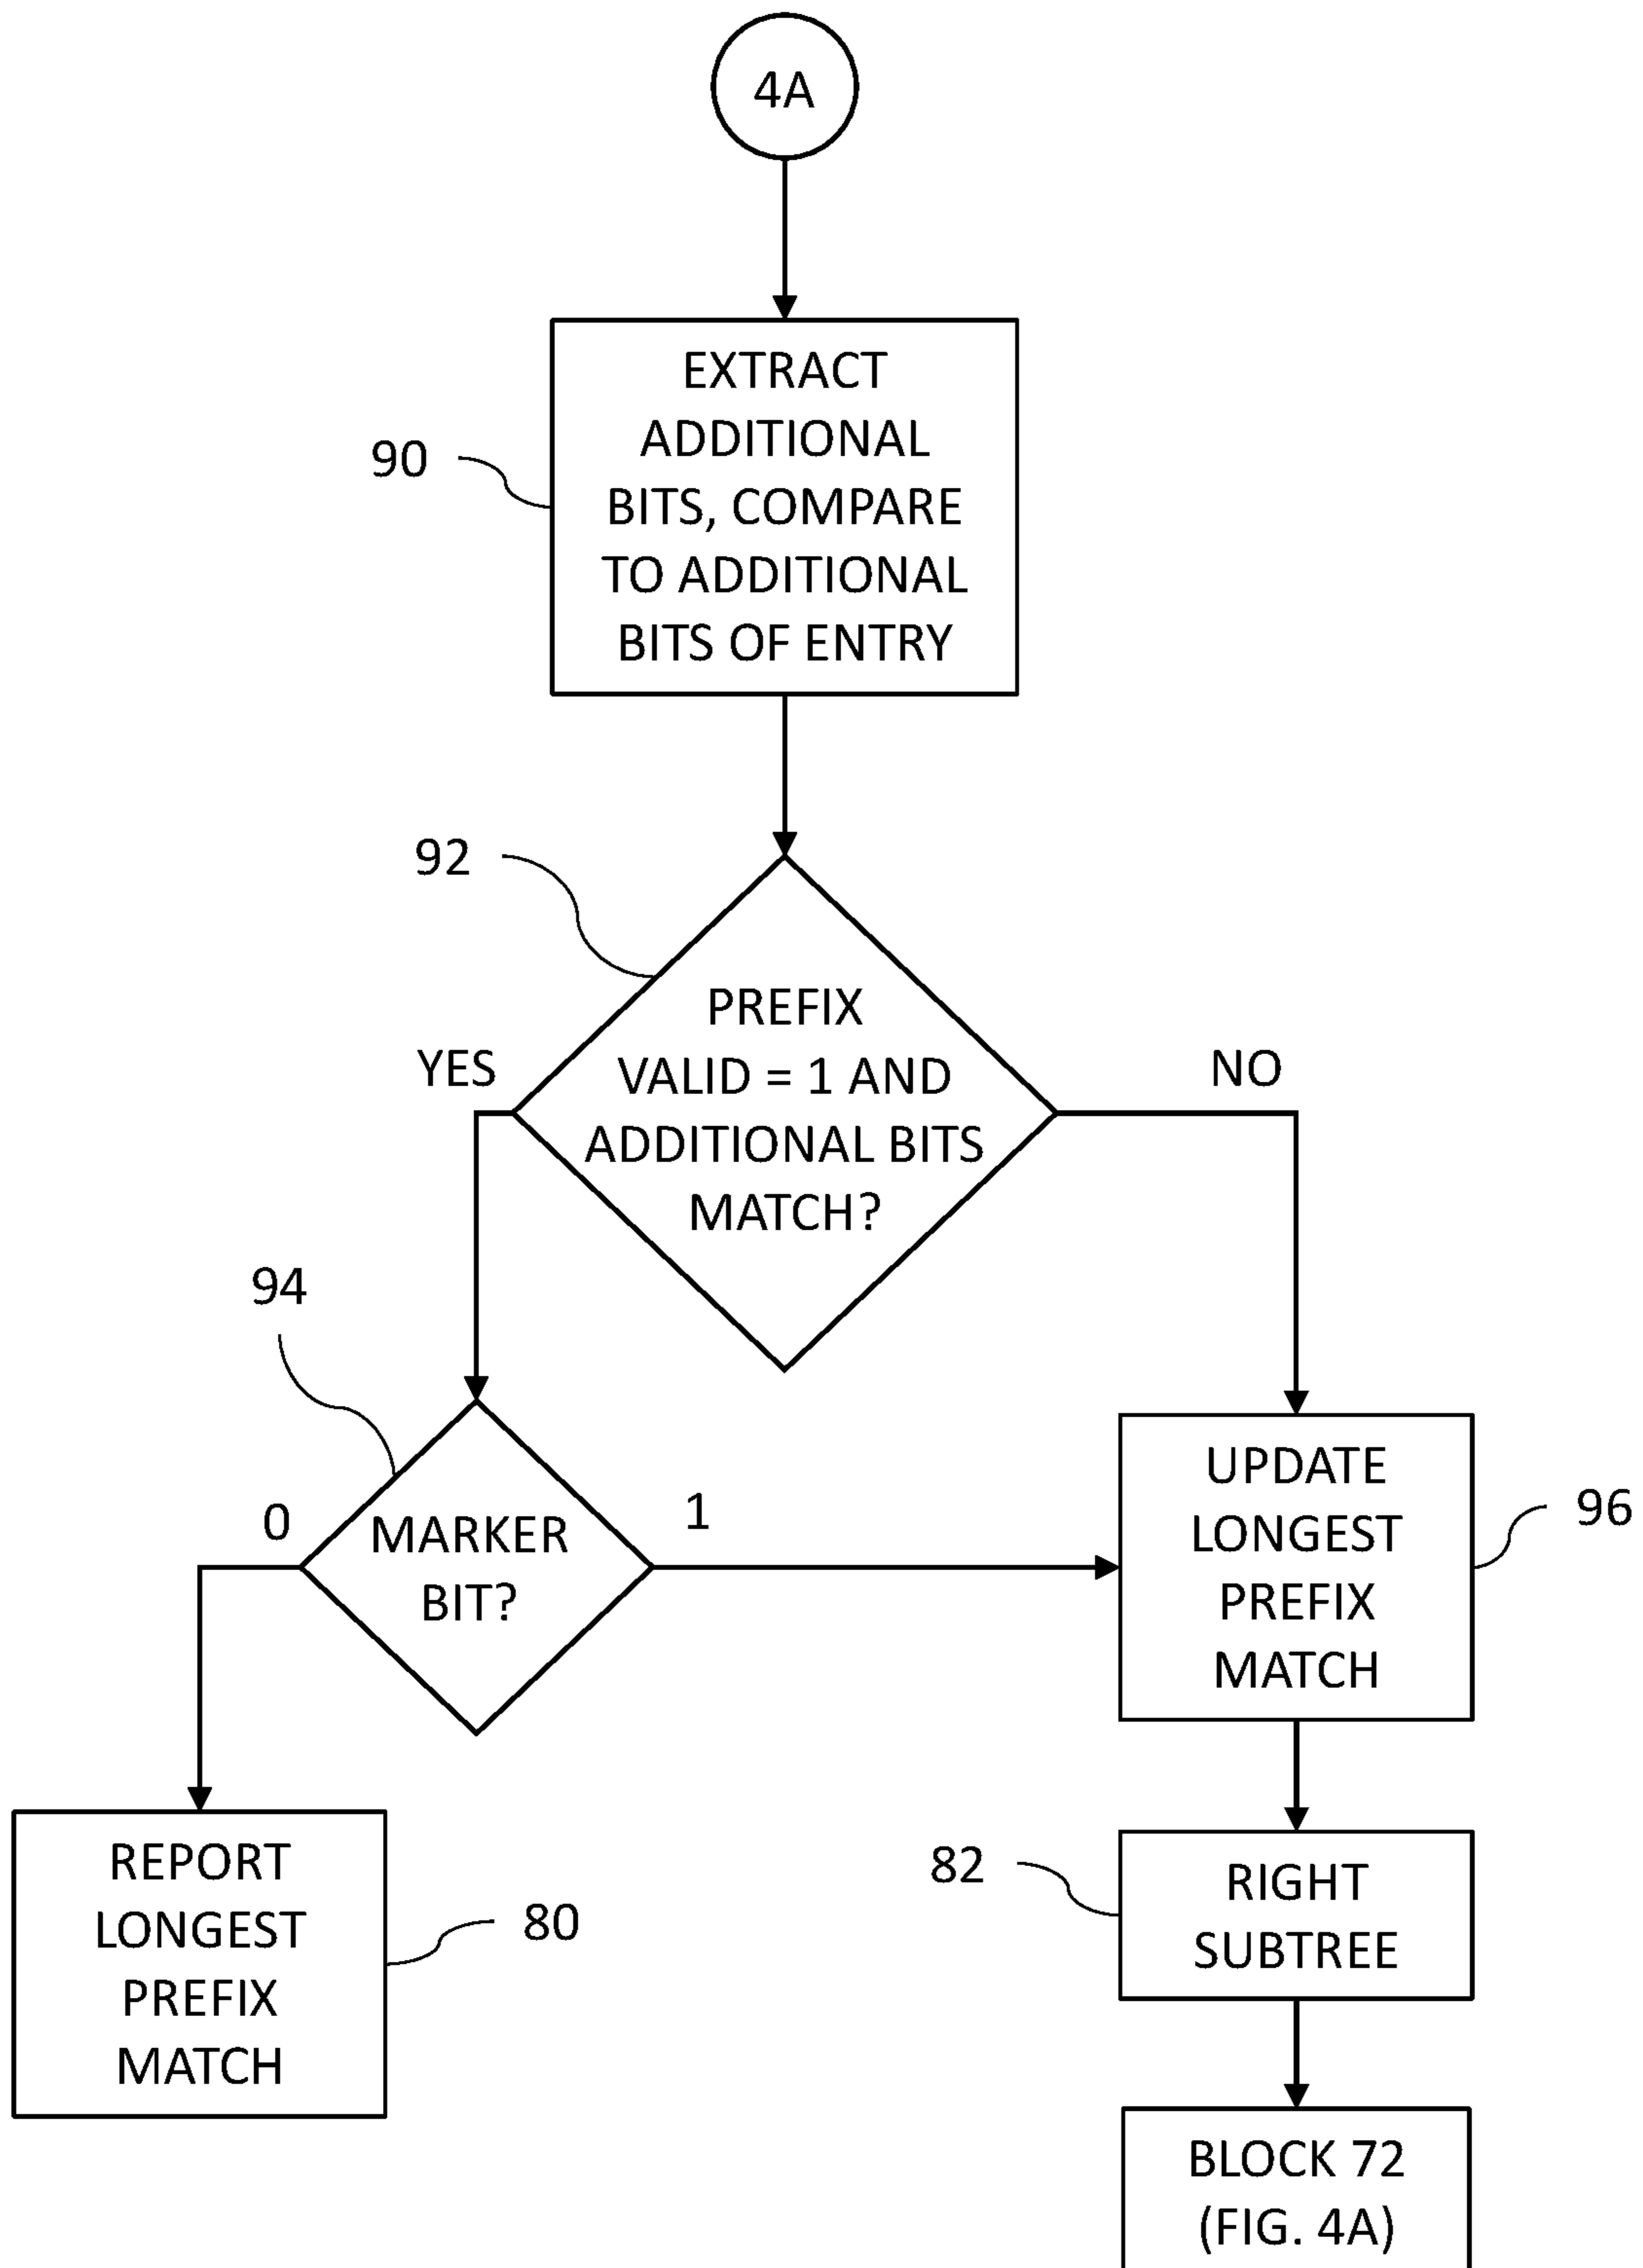 4A
EXTRACT
ADDITIONAL
BITS, COMPARE
TO ADDITIONAL
BITS OF ENTRY
90
92
PREFIX
VALID = 1 AND
ADDITIONAL BITS
MATCH?
YES
NO
94
MARKER
BIT?
0
1
UPDATE
LONGEST
PREFIX
MATCH
96
REPORT
LONGEST
PREFIX
MATCH
80
82
RIGHT
SUBTREE
BLOCK 72
(FIG. 4A)